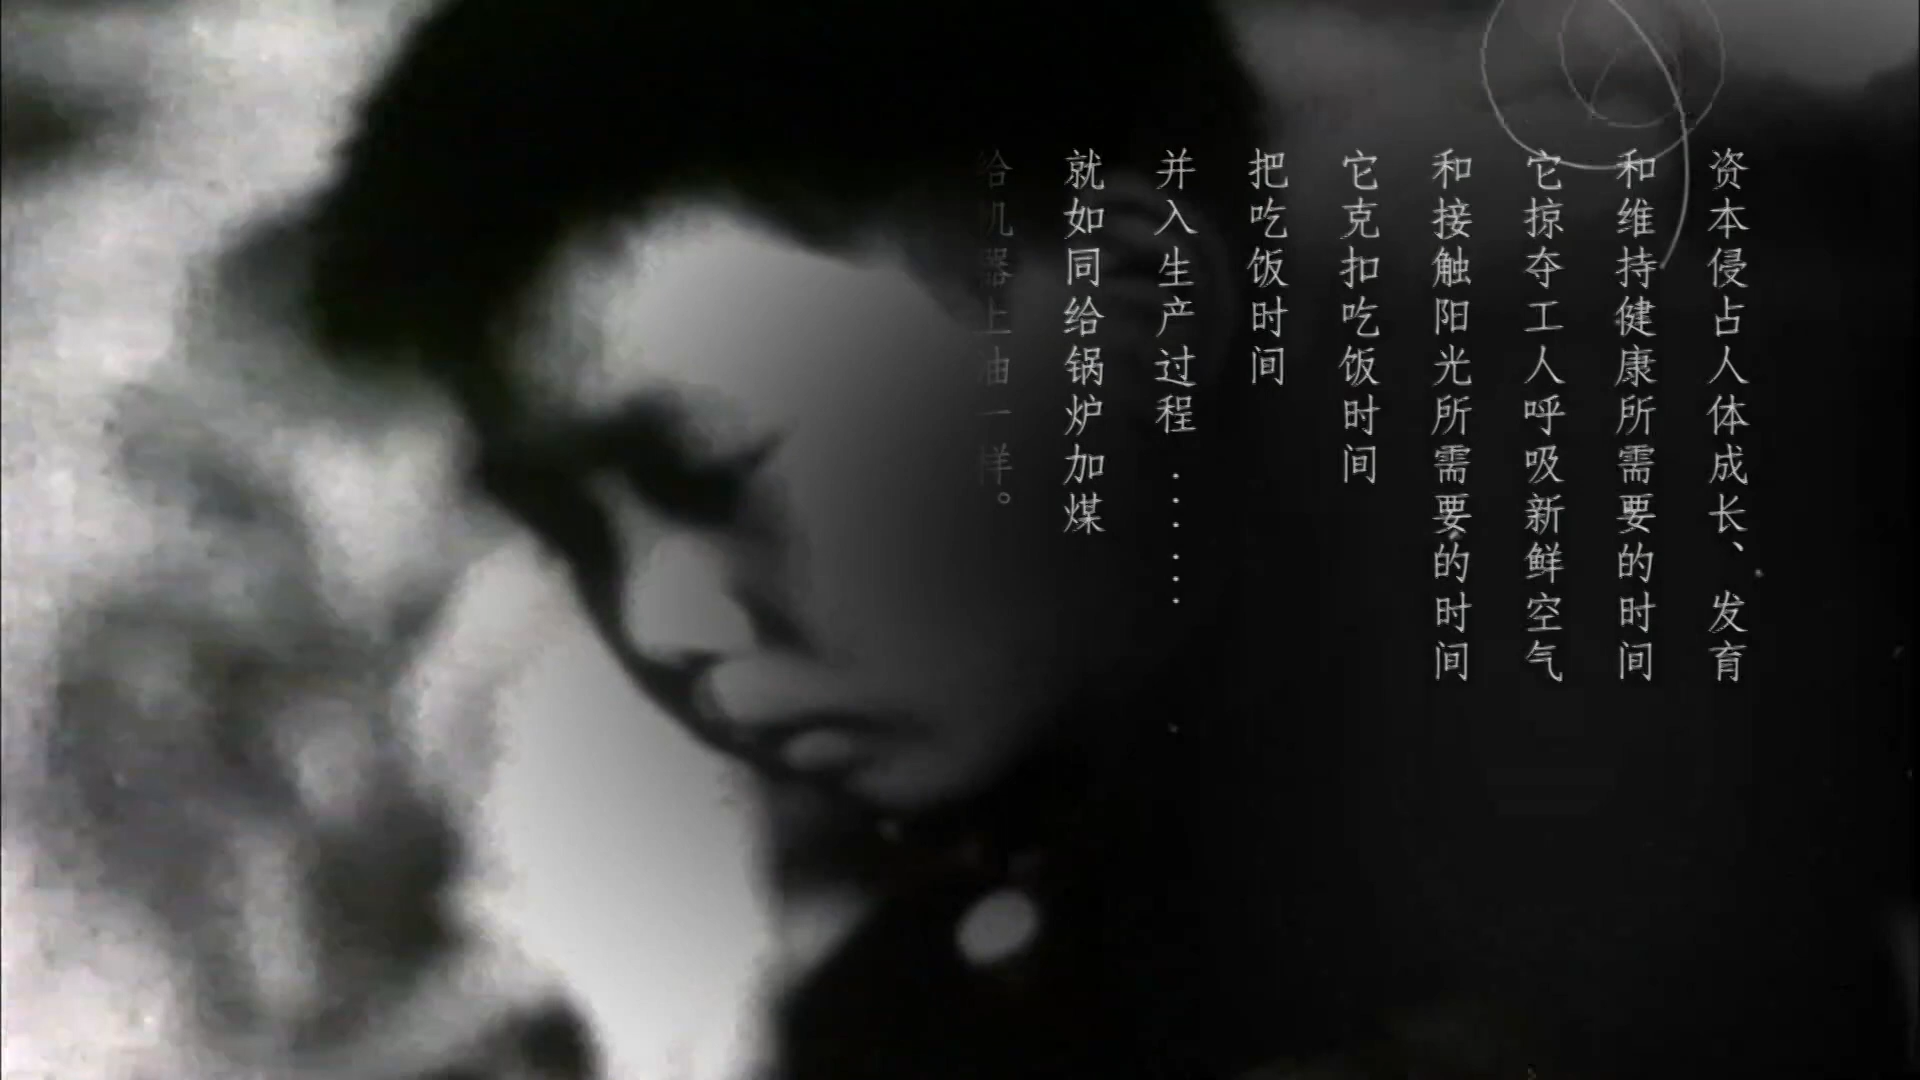 资本侵占人体成长、发育
和维持健康所需要的时间
它掠夺工人呼吸新鲜空气
和接触阳光所需要的时间
它克扣吃饭时间
把吃饭时间
并入生产过程……
就如同给锅炉加煤
给机器上油一样。